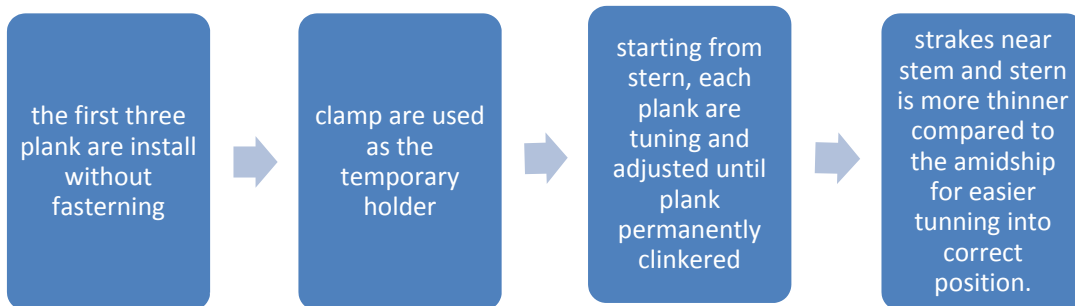 the first three
plank are install
without
fasterning
clamp are used
as the
temporary
holder
starting from
stern, each
plank are
tuning and
adjusted until
plank
permanently
clinkered
strakes near
stem and stern
is more thinner
compared to
the amidship
for easier
tunning into
correct
position.